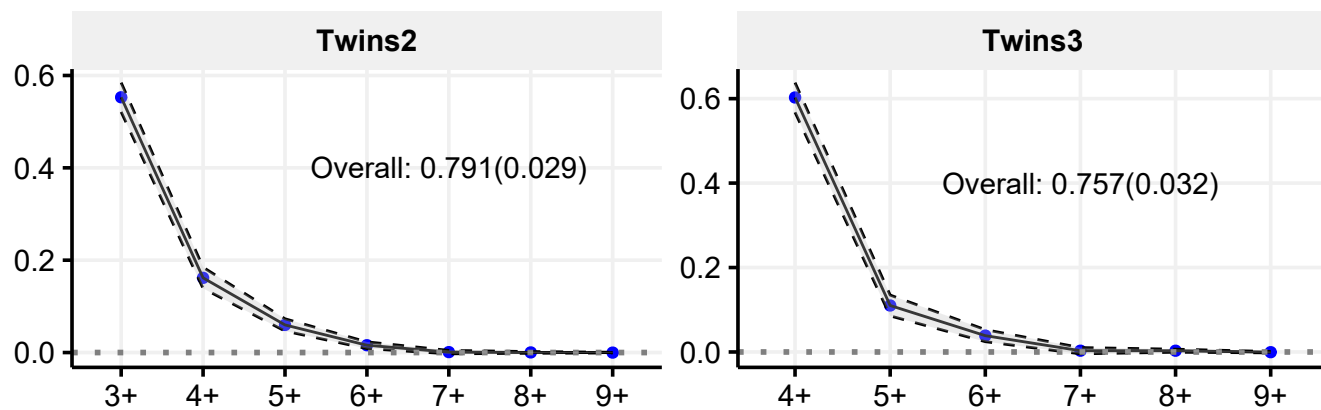 Twins2
0.6
0.4
0.2
0.0
Overall: 0.791(0.029)
3+ 4+ 5+ 6+ 7+ 8+ 9+
Twins3
0.6
0.4
0.2
0.0
Overall: 0.757(0.032)
4+ 5+ 6+ 7+ 8+ 9+